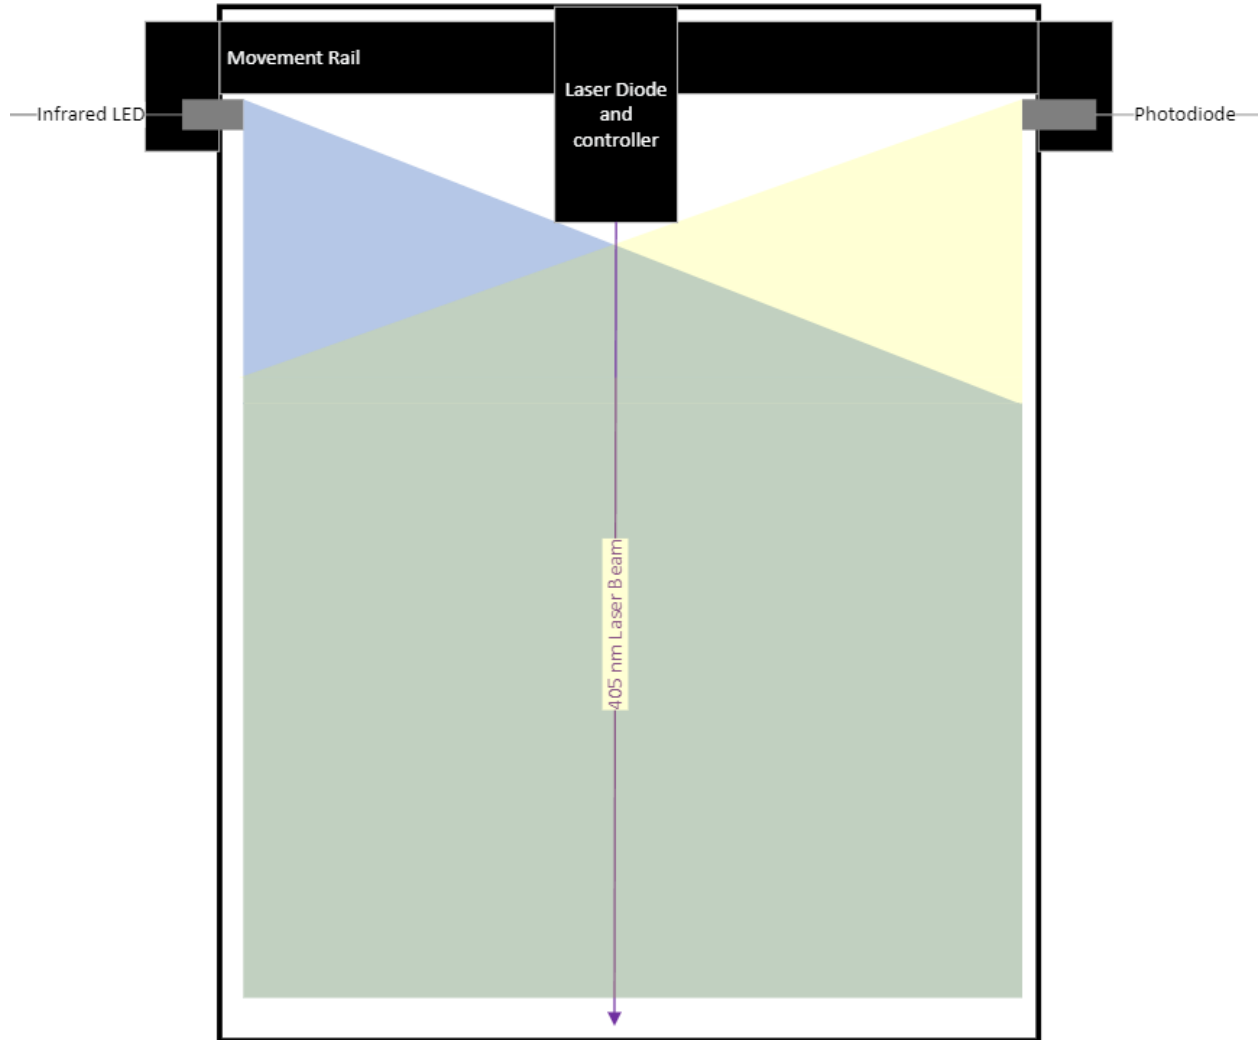 Movement Rail
Laser Diode
and
controller
Infrared LED
Photodiode
405 nm Laser Beam